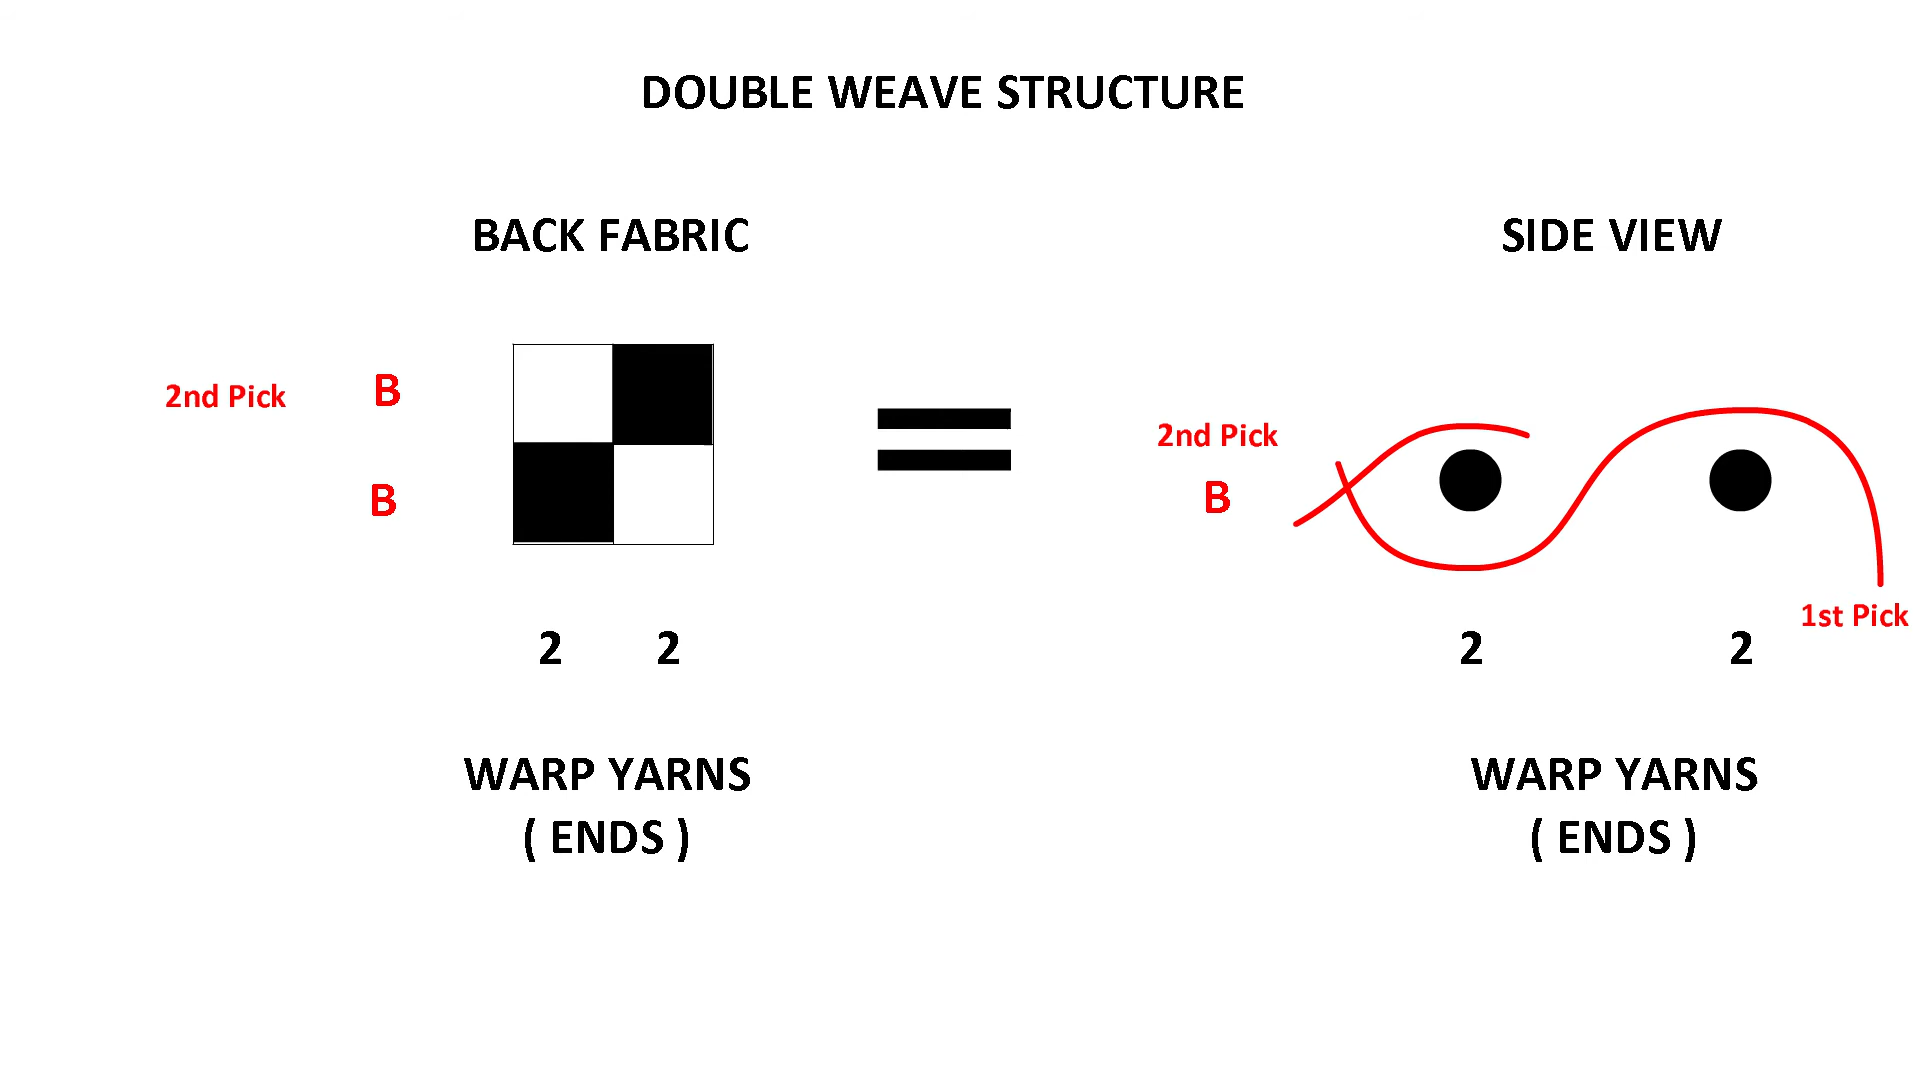 DOUBLE WEAVE STRUCTURE
BACK FABRIC
SIDE VIEW
2nd Pick
B
B
2nd Pick
B
1st Pick
2 2
2 2
WARP YARNS
( ENDS )
WARP YARNS
( ENDS )